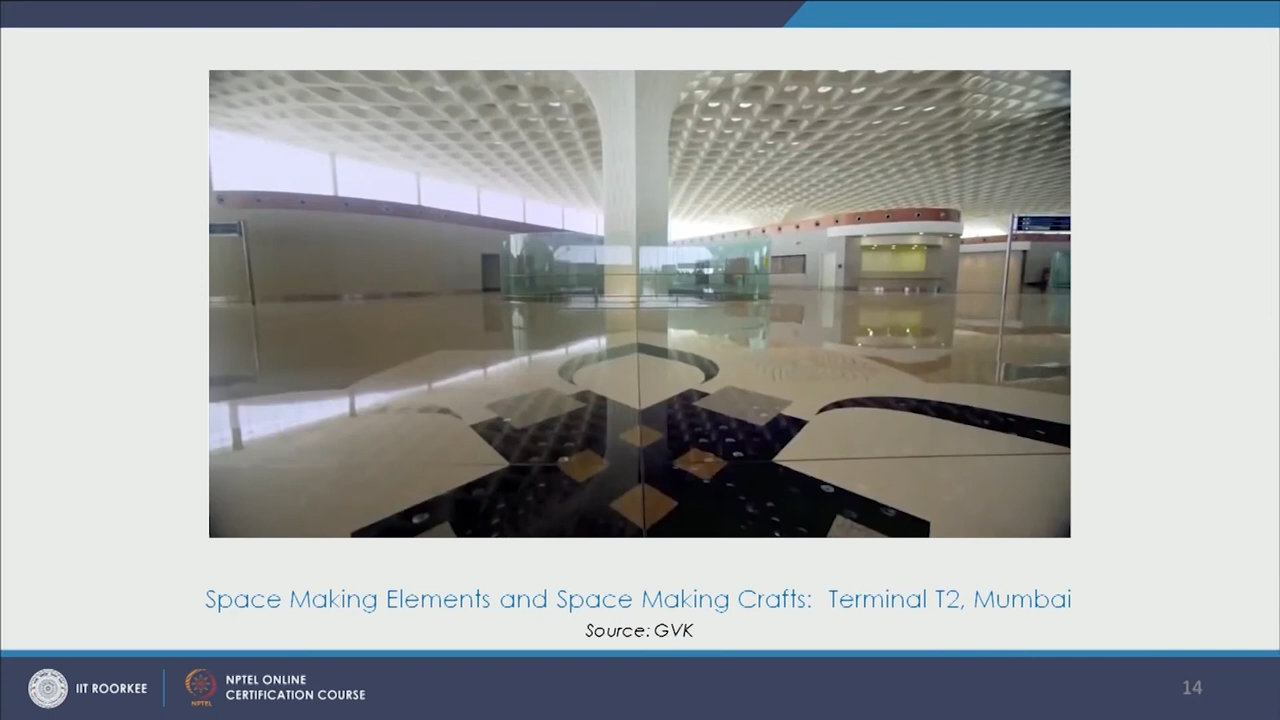 Space Making Elements and Space Making Crafts: Terminal T2, Mumbai
Source: GVK
IIT ROORKEE
NPTEL
NPTEL ONLINE
CERTIFICATION COURSE
14